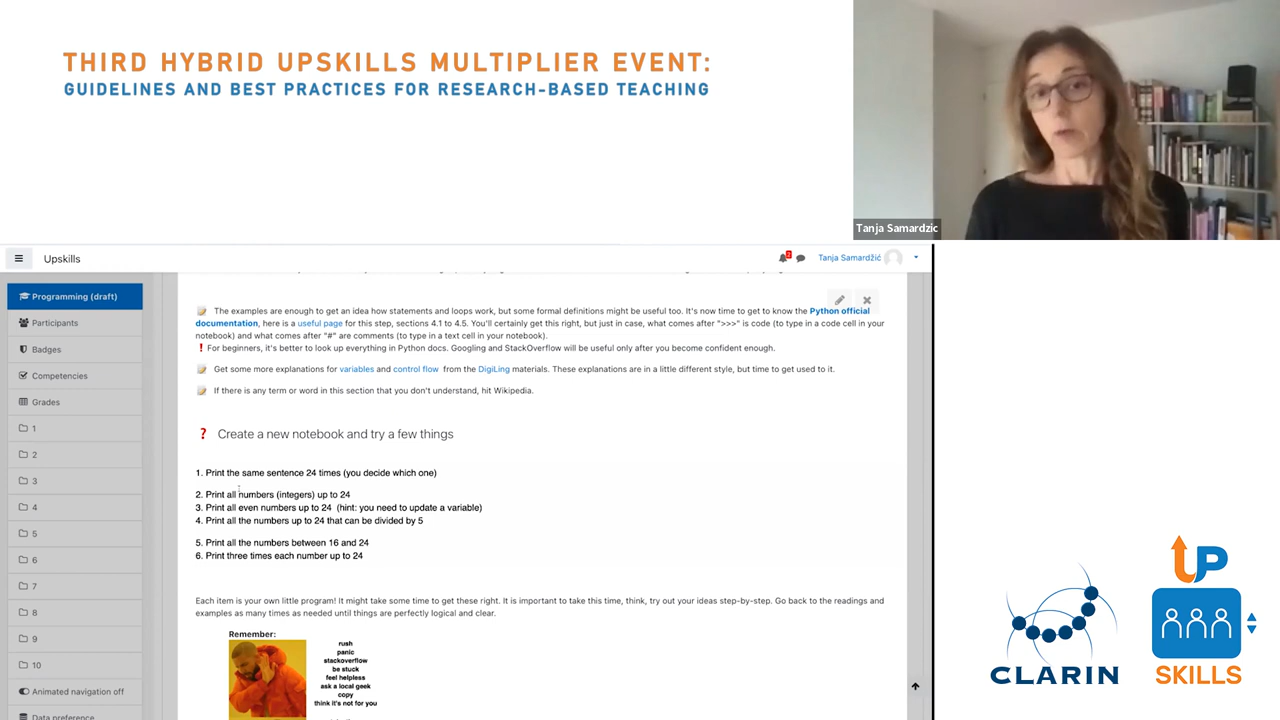 THIRD HYBRID UPSKILLS MULTIPLIER EVENT:
GUIDELINES AND BEST PRACTICES FOR RESEARCH-BASED TEACHING
Tanja Samardzic
Upskills
2
Tanja Samardžić
Programming (draft)
Participants
Badges
Competencies
Grades
1
2
3
4
5
6
7
8
9
10
Animated navigation off
Data preference
The examples are enough to get an idea how statements and loops work, but some formal definitions might be useful too. It's now time to get to know the Python official
documentation, here is a useful page for this step, sections 4.1 to 4.5. You'll certainly get this right, but just in case, what comes after ">>>" is code (to type in a code cell in your
notebook) and what comes after "#" are comments (to type in a text cell in your notebook).
❗ For beginners, it's better to look up everything in Python docs. Googling and StackOverflow will be useful only after you become confident enough.
Get some more explanations for variables and control flow from the DigiLing materials. These explanations are in a little different style, but time to get used to it.
If there is any term or word in this section that you don't understand, hit Wikipedia.
❓ Create a new notebook and try a few things
1. Print the same sentence 24 times (you decide which one)
2. Print all numbers (integers) up to 24
3. Print all even numbers up to 24 (hint: you need to update a variable)
4. Print all the numbers up to 24 that can be divided by 5
5. Print all the numbers between 16 and 24
6. Print three times each number up to 24
Each item is your own little program! It might take some time to get these right. It is important to take this time, think, try out your ideas step-by-step. Go back to the readings and
examples as many times as needed until things are perfectly logical and clear.
Remember:
rush
panic
stackoverflow
be stuck
feel helpless
ask a local geek
copy
think it's not for you
CLARIN
UP
SKILLS